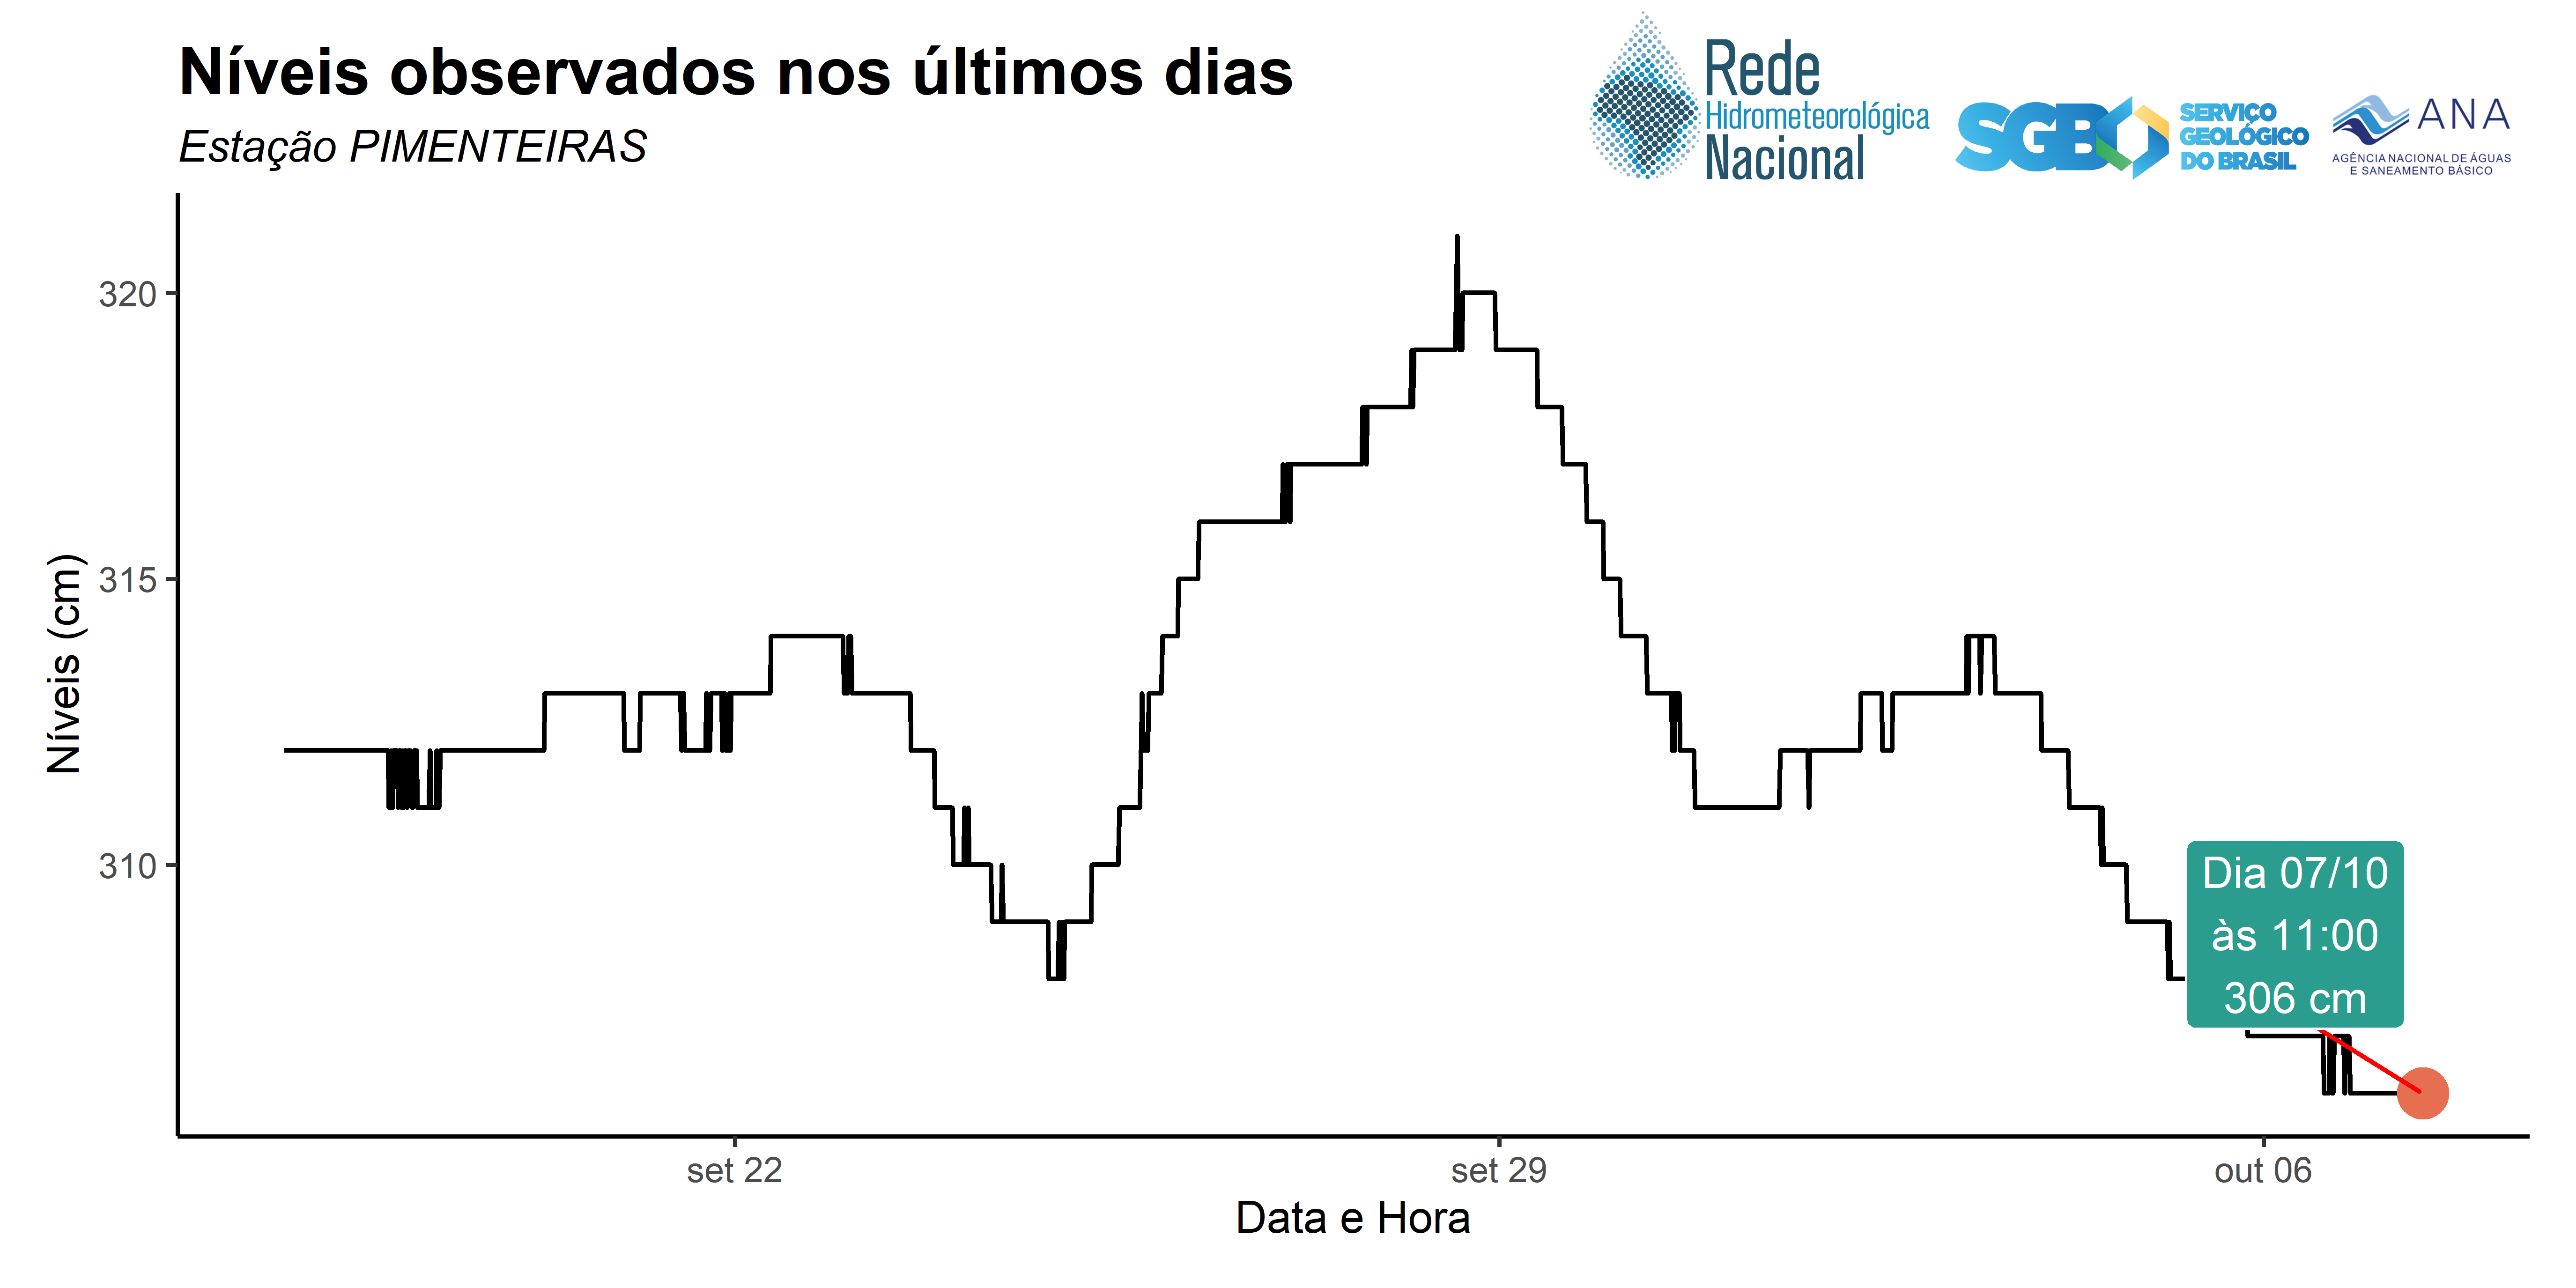 Níveis observados nos últimos dias
Estação PIMENTEIRAS
Rede
Hidrometeorológica
Nacional
SGB
SERVIÇO
GEOLÓGICO
DO BRASIL
ANA
AGÊNCIA NACIONAL DE ÁGUAS
E SANEAMENTO BÁSICO
Níveis (cm)
320
315
310
Dia 07/10
às 11:00
306 cm
set 22
set 29
out 06
Data e Hora